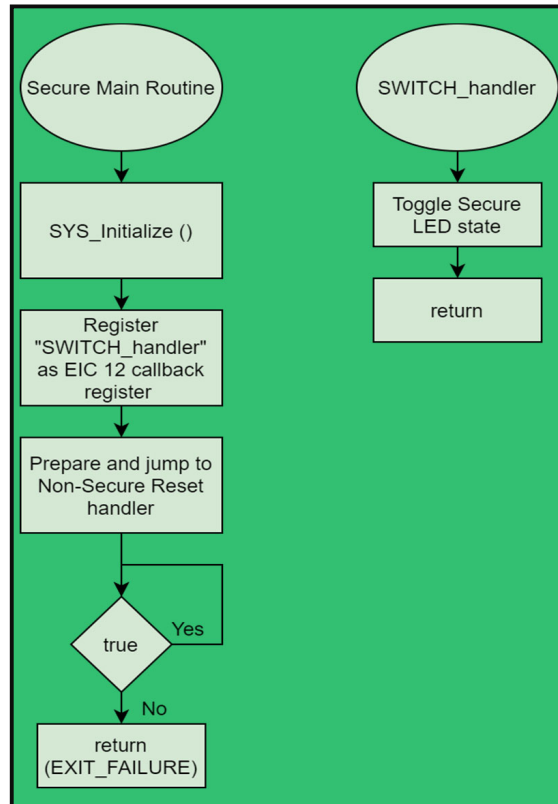 Secure Main Routine
SYS_Initialize ()
Register
"SWITCH_handler"
as EIC 12 callback
register
Prepare and jump to
Non-Secure Reset
handler
true
Yes
No
return
(EXIT_FAILURE)
SWITCH_handler
Toggle Secure
LED state
return